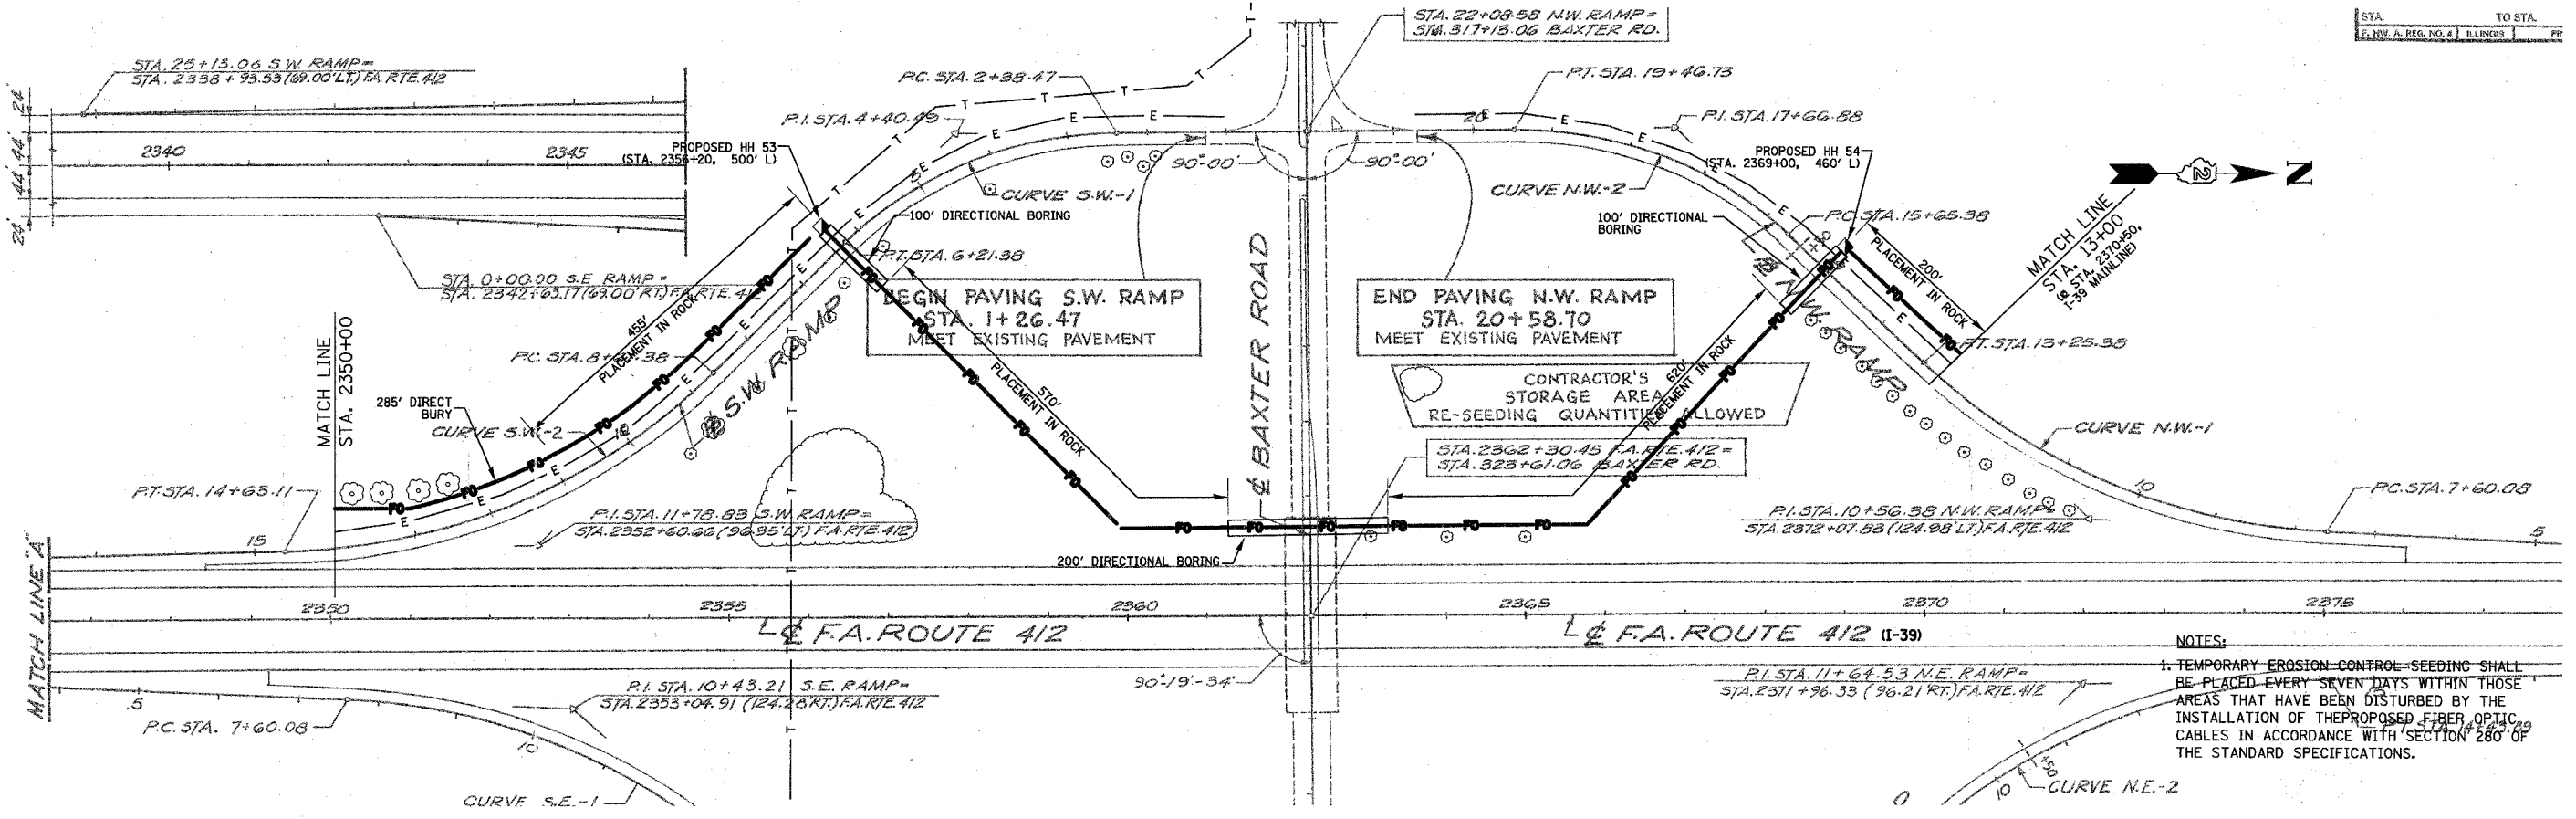 STA. 22+08.58 N.W. RAMP=
STA. 317+13.06 BAXTER RD.
STA. TO STA.
F. HW. A. REG. NO. 4 ILLINOIS
STA. 25+13.06 S.W. RAMP=
STA. 2338 + 93.53 (69.00' LT.) F.A. RTE. 412
P.C. STA. 2+38.47
P.T. STA. 19+46.73
24'
44'
44'
24'
2340
2345
P.I. STA. 4+40.49
PROPOSED HH 53
(STA. 2356+20, 500' L)
90°-00'
90°-00'
20
P.I. STA. 17+66.88
PROPOSED HH 54
(STA. 2369+00, 460' L)
CURVE S.W.-1
CURVE N.W.-2
N
100' DIRECTIONAL BORING
100' DIRECTIONAL
BORING
P.C. STA. 15+65.38
MATCH LINE
STA. 13+00
(@ STA. 2370+50,
I-39 MAINLINE)
P.T. STA. 6+21.38
STA. 0+00.00 S.E. RAMP=
STA. 2342+63.17 (69.00' RT.) F.A. RTE. 412
455'
PLACEMENT IN ROCK
BEGIN PAVING S.W. RAMP
STA. 1+26.47
MEET EXISTING PAVEMENT
END PAVING N.W. RAMP
STA. 20+58.70
MEET EXISTING PAVEMENT
200'
PLACEMENT IN ROCK
+50
℄ BAXTER ROAD
℄ S.W. RAMP
℄ N.W. RAMP
P.T. STA. 13+25.38
MATCH LINE
STA. 2350+00
285' DIRECT
BURY
CURVE S.W.-2
10
570'
PLACEMENT IN ROCK
620'
PLACEMENT IN ROCK
CONTRACTOR'S
STORAGE AREA
RE-SEEDING QUANTITIES ALLOWED
STA. 2362+30.45 F.A. RTE. 412=
STA. 323+61.06 BAXTER RD.
CURVE N.W.-1
P.T. STA. 14+63.11
P.I. STA. 11+78.83 S.W. RAMP=
STA. 2352+60.66 (96.35' LT.) F.A. RTE. 412
P.I. STA. 10+56.38 N.W. RAMP=
STA. 2372+07.83 (124.98' LT.) F.A. RTE. 412
10
P.C. STA. 7+60.08
5
15
200' DIRECTIONAL BORING
MATCH LINE "A"
2350
2355
2360
2365
2370
2375
℄ F.A. ROUTE 412
℄ F.A. ROUTE 412 (I-39)
90°-19'-34"
P.I. STA. 10+43.21 S.E. RAMP=
STA. 2353+04.91 (124.28' RT.) F.A. RTE. 412
P.I. STA. 11+64.53 N.E. RAMP=
STA. 2371+96.33 (96.21' RT.) F.A. RTE. 412
5
P.C. STA. 7+60.08
10
CURVE S.E.-1
NOTES:
1. TEMPORARY EROSION CONTROL SEEDING SHALL
BE PLACED EVERY SEVEN DAYS WITHIN THOSE
AREAS THAT HAVE BEEN DISTURBED BY THE
INSTALLATION OF THEPROPOSED FIBER OPTIC
CABLES IN ACCORDANCE WITH SECTION 280 OF
THE STANDARD SPECIFICATIONS.
+50
10
CURVE N.E.-2